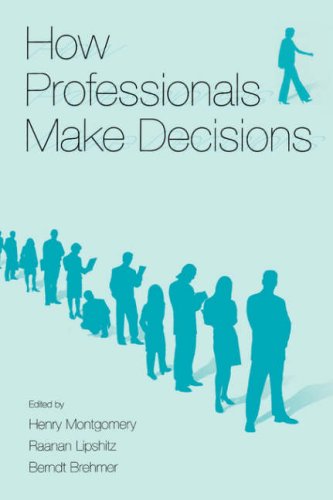 How
Professionals
Make Decisions
Edited by
Henry Montgomery
Raanan Lipshitz
Berndt Brehmer